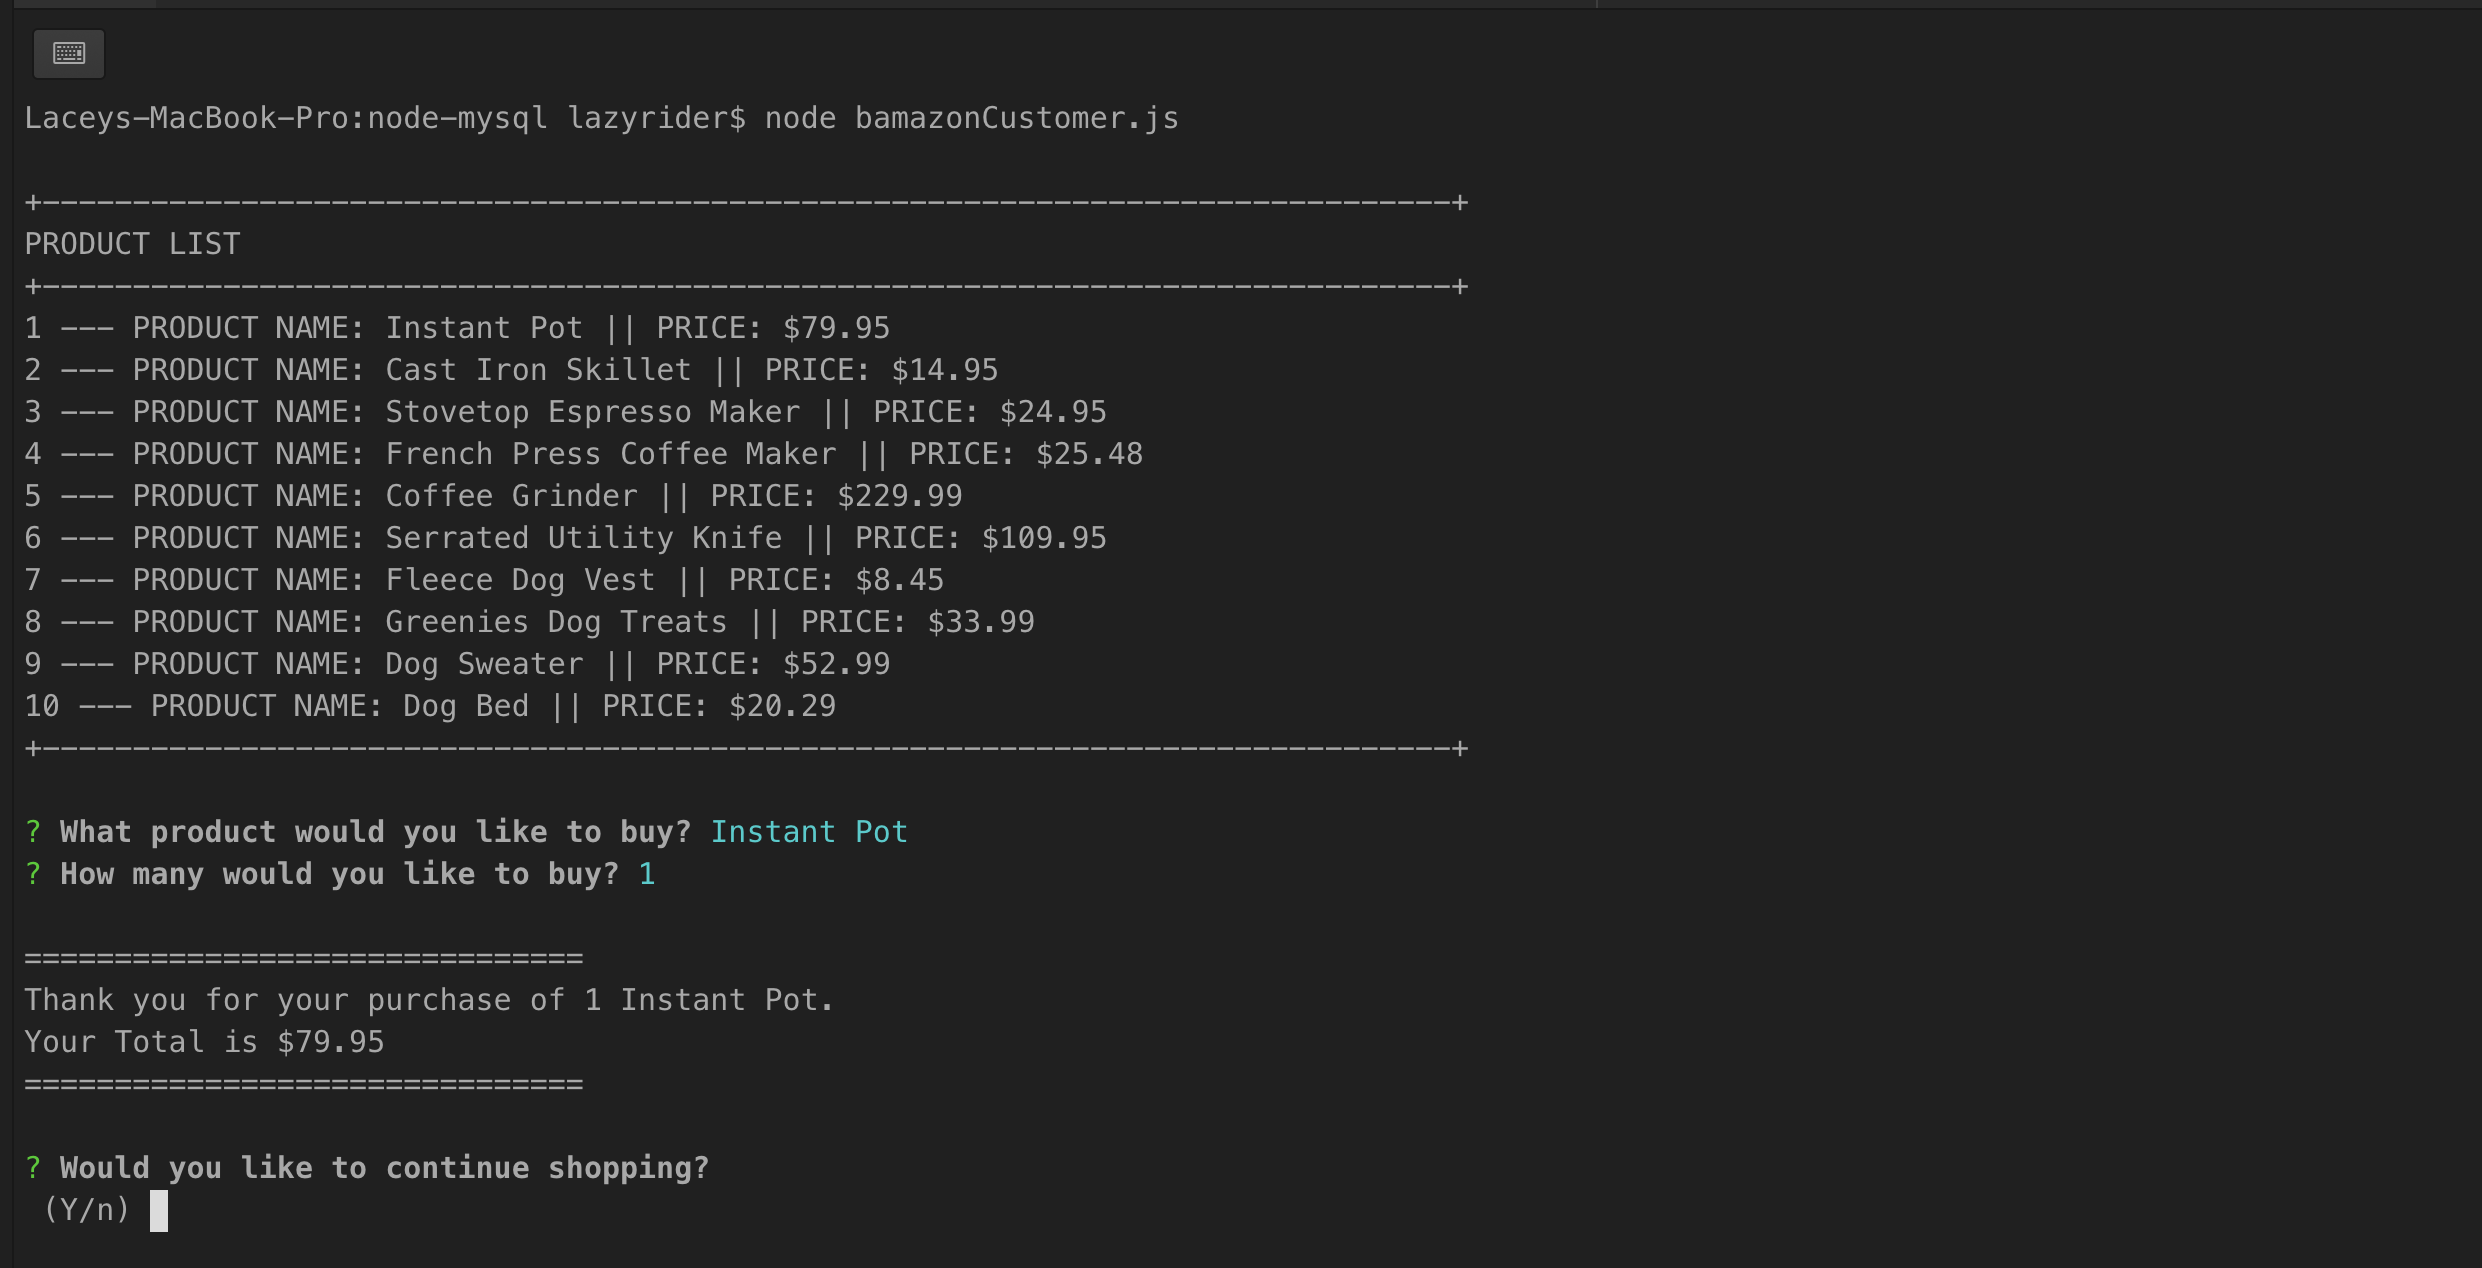 Laceys-MacBook-Pro:node-mysql lazyrider$ node bamazonCustomer.js
+------------------------------------------------------------------------------+
PRODUCT LIST
+------------------------------------------------------------------------------+
1 --- PRODUCT NAME: Instant Pot || PRICE: $79.95
2 --- PRODUCT NAME: Cast Iron Skillet || PRICE: $14.95
3 --- PRODUCT NAME: Stovetop Espresso Maker || PRICE: $24.95
4 --- PRODUCT NAME: French Press Coffee Maker || PRICE: $25.48
5 --- PRODUCT NAME: Coffee Grinder || PRICE: $229.99
6 --- PRODUCT NAME: Serrated Utility Knife || PRICE: $109.95
7 --- PRODUCT NAME: Fleece Dog Vest || PRICE: $8.45
8 --- PRODUCT NAME: Greenies Dog Treats || PRICE: $33.99
9 --- PRODUCT NAME: Dog Sweater || PRICE: $52.99
10 --- PRODUCT NAME: Dog Bed || PRICE: $20.29
+------------------------------------------------------------------------------+
? What product would you like to buy? Instant Pot
? How many would you like to buy? 1
===============================
Thank you for your purchase of 1 Instant Pot.
Your Total is $79.95
===============================
? Would you like to continue shopping?
(Y/n)